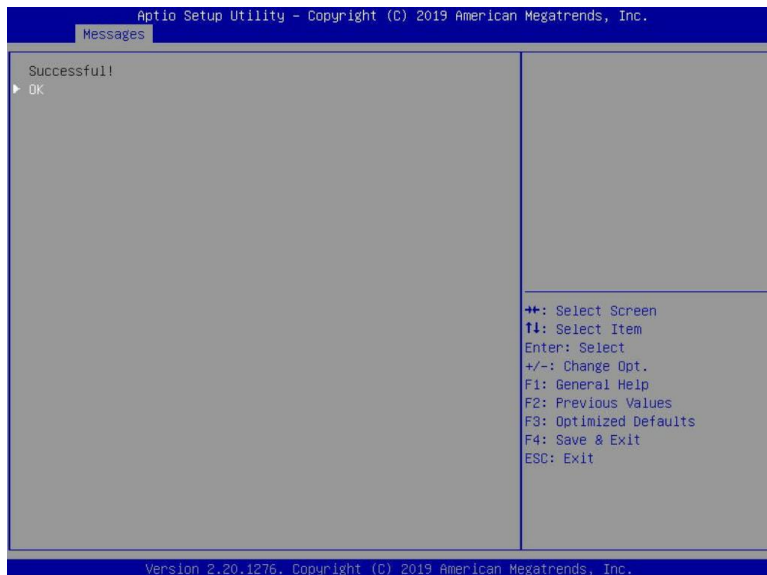 Aptio Setup Utility – Copyright (C) 2019 American Megatrends, Inc.
Messages
Successful!
▶ OK
→←: Select Screen
↑↓: Select Item
Enter: Select
+/-: Change Opt.
F1: General Help
F2: Previous Values
F3: Optimized Defaults
F4: Save & Exit
ESC: Exit
Version 2.20.1276. Copyright (C) 2019 American Megatrends, Inc.